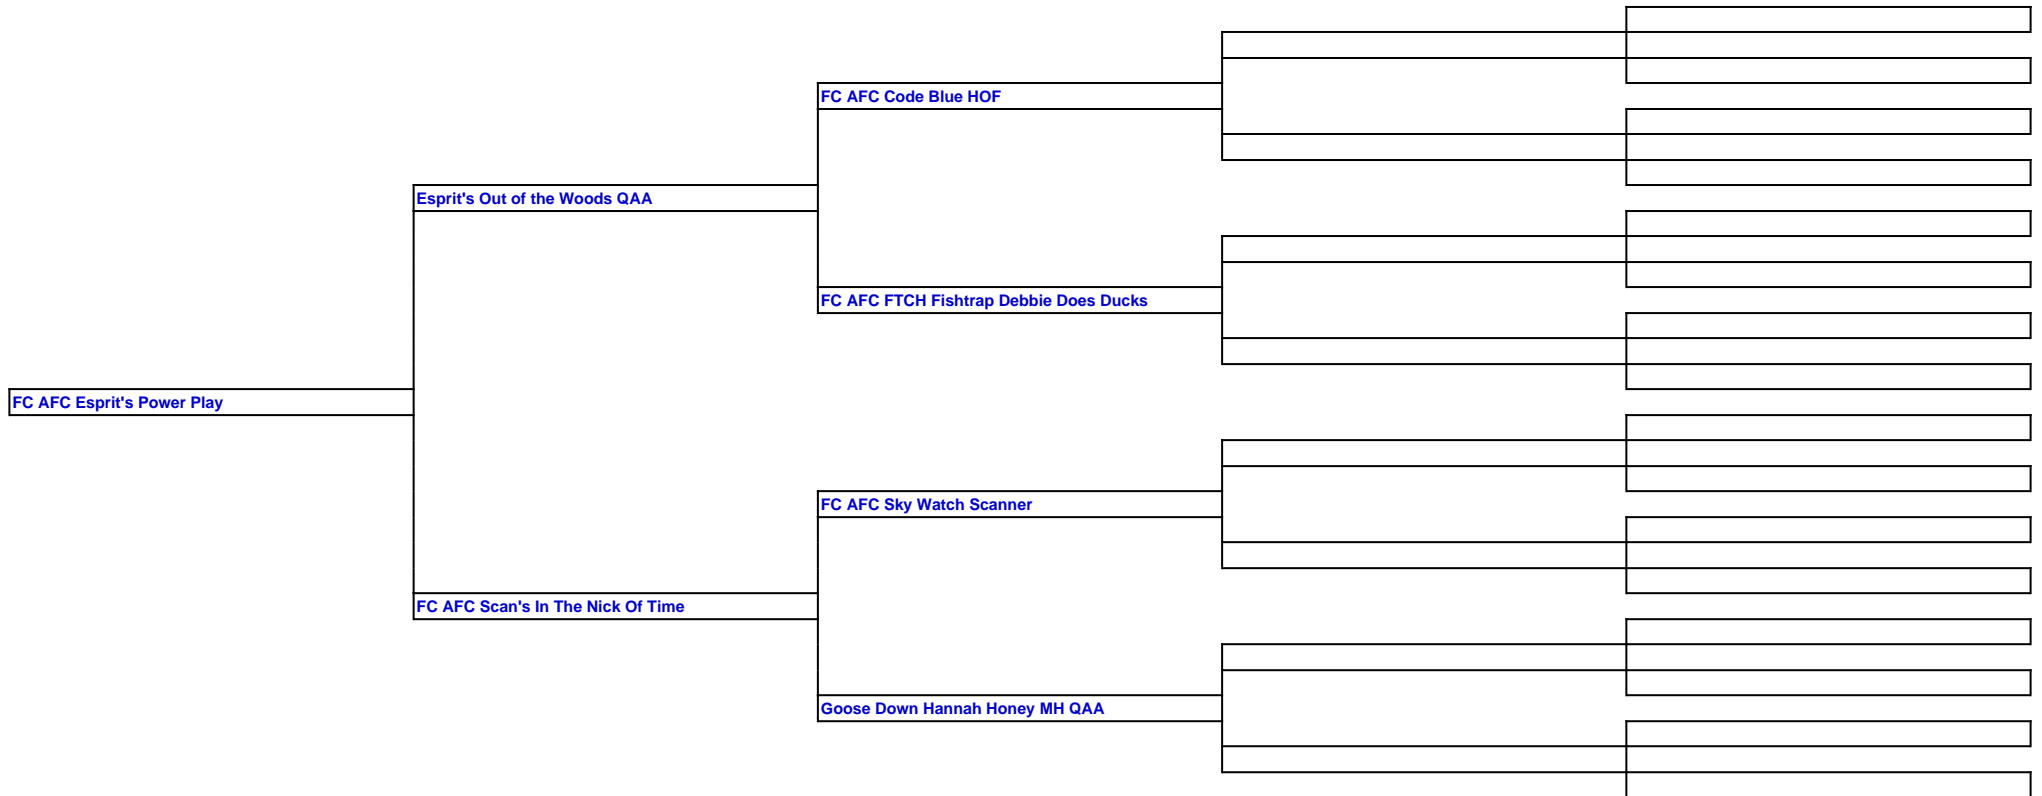 FC AFC Code Blue HOF
Esprit's Out of the Woods QAA
FC AFC FTCH Fishtrap Debbie Does Ducks
FC AFC Esprit's Power Play
FC AFC Sky Watch Scanner
FC AFC Scan's In The Nick Of Time
Goose Down Hannah Honey MH QAA